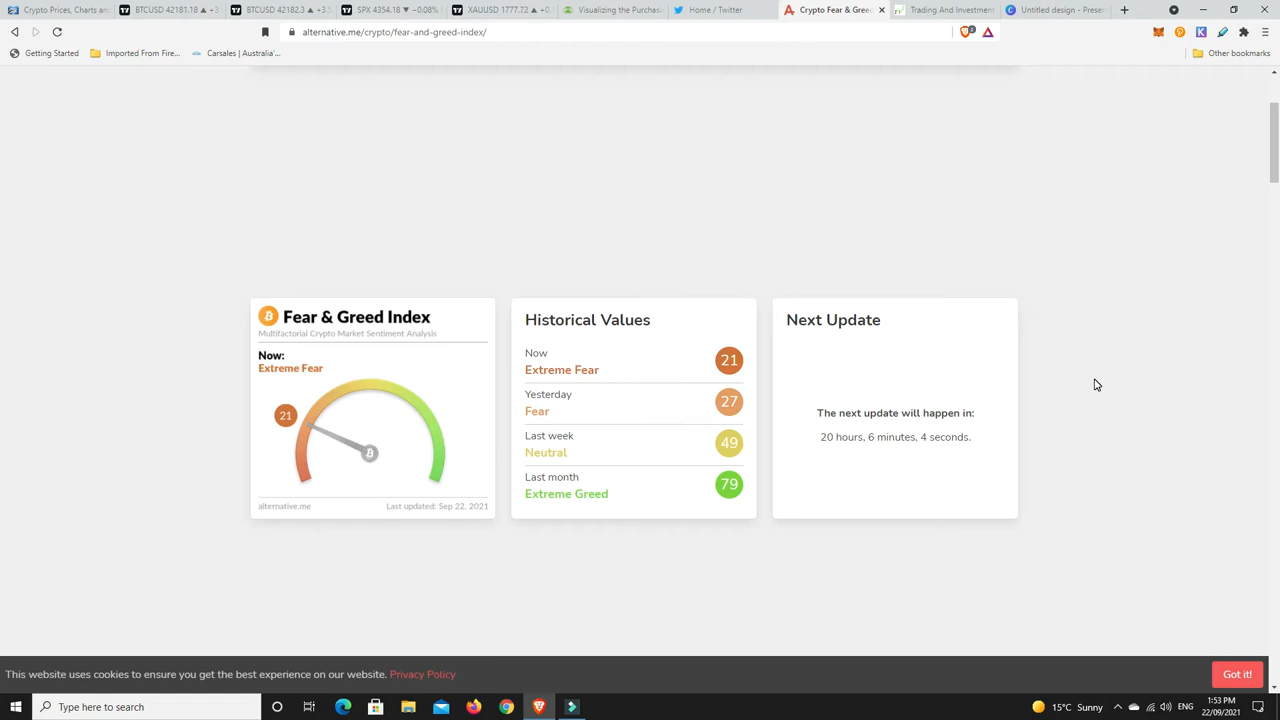 Crypto Prices, Charts an
BTCUSD 42181.18 ▲ +3.
BTCUSD 42182.3 ▲ +3.5
SPX 4354.18 ▼ −0.08%
XAUUSD 1777.72 ▲ +0.
Visualizing the Purchas
Home / Twitter
Crypto Fear & Gree
Trading And Investment
Untitled design - Prese
alternative.me/crypto/fear-and-greed-index/
Getting Started
Imported From Fire...
Carsales | Australia'...
Other bookmarks
Fear & Greed Index
Multifactorial Crypto Market Sentiment Analysis
Now:
Extreme Fear
21
alternative.me
Last updated: Sep 22, 2021
Historical Values
Now
Extreme Fear
21
Yesterday
Fear
27
Last week
Neutral
49
Last month
Extreme Greed
79
Next Update
The next update will happen in:
20 hours, 6 minutes, 4 seconds.
This website uses cookies to ensure you get the best experience on our website. Privacy Policy
Got it!
Type here to search
15°C Sunny
ENG
1:53 PM
22/09/2021